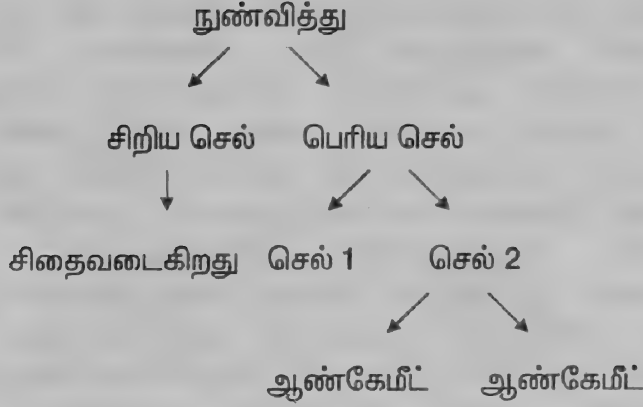 நுண்வித்து
சிறிய செல் பெரிய செல்
சிதைவடைகிறது செல் 1 செல் 2
ஆண்கேமீட் ஆண்கேமீட்